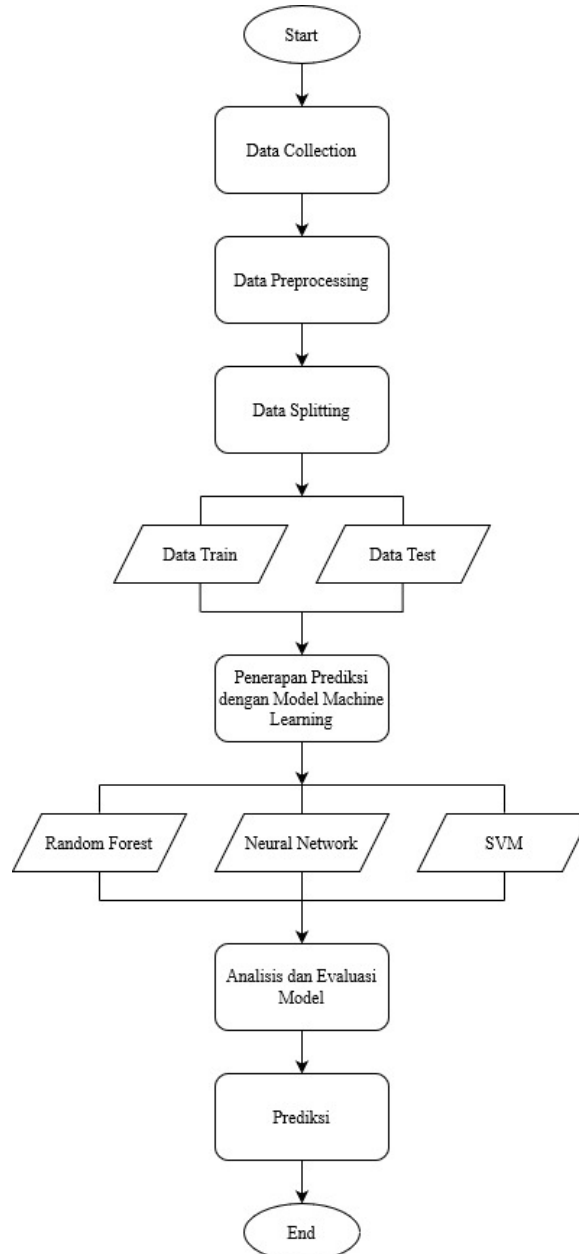 Start
Data Collection
Data Preprocessing
Data Splitting
Data Train
Data Test
Penerapan Prediksi
dengan Model Machine
Learning
Random Forest
Neural Network
SVM
Analisis dan Evaluasi
Model
Prediksi
End